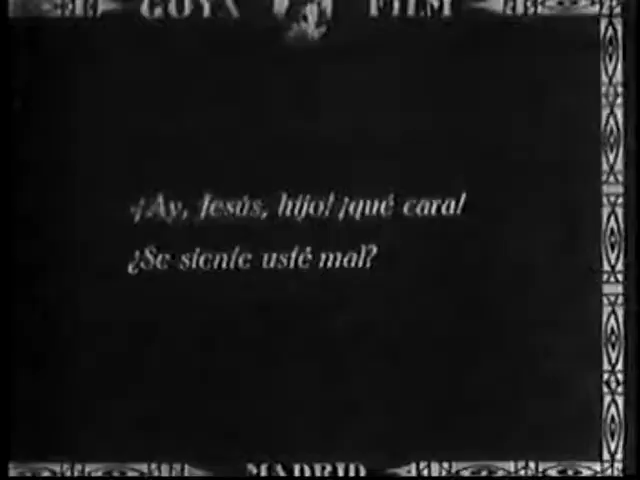 GOYA FILM
-¡Ay, Jesús, hijo! ¡qué cara!
¿Se siente usté mal?
MADRID